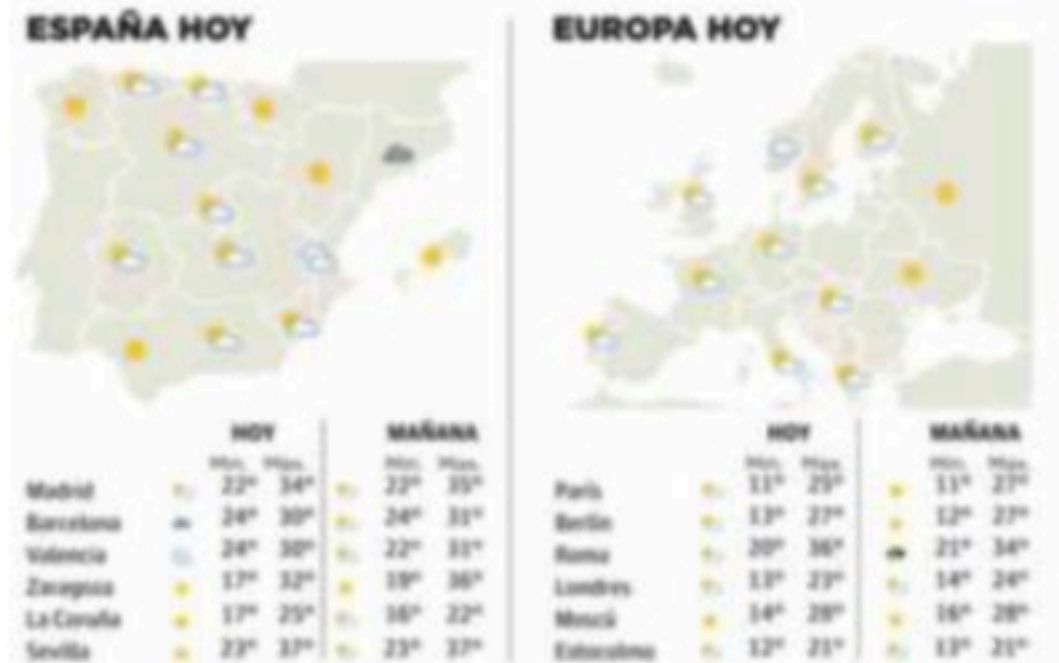 ESPAÑA HOY
HOY MAÑANA
Mín. Máx. Mín. Máx.
Madrid 22° 34° 22° 35°
Barcelona 24° 30° 24° 31°
Valencia 24° 30° 22° 31°
Zaragoza 17° 32° 19° 36°
La Coruña 17° 25° 16° 22°
Sevilla 23° 37° 23° 37°
EUROPA HOY
HOY MAÑANA
Mín. Máx. Mín. Máx.
París 11° 25° 11° 27°
Berlín 13° 27° 12° 27°
Roma 20° 36° 21° 34°
Londres 13° 23° 14° 24°
Moscú 14° 28° 16° 28°
Estocolmo 12° 21° 13° 21°